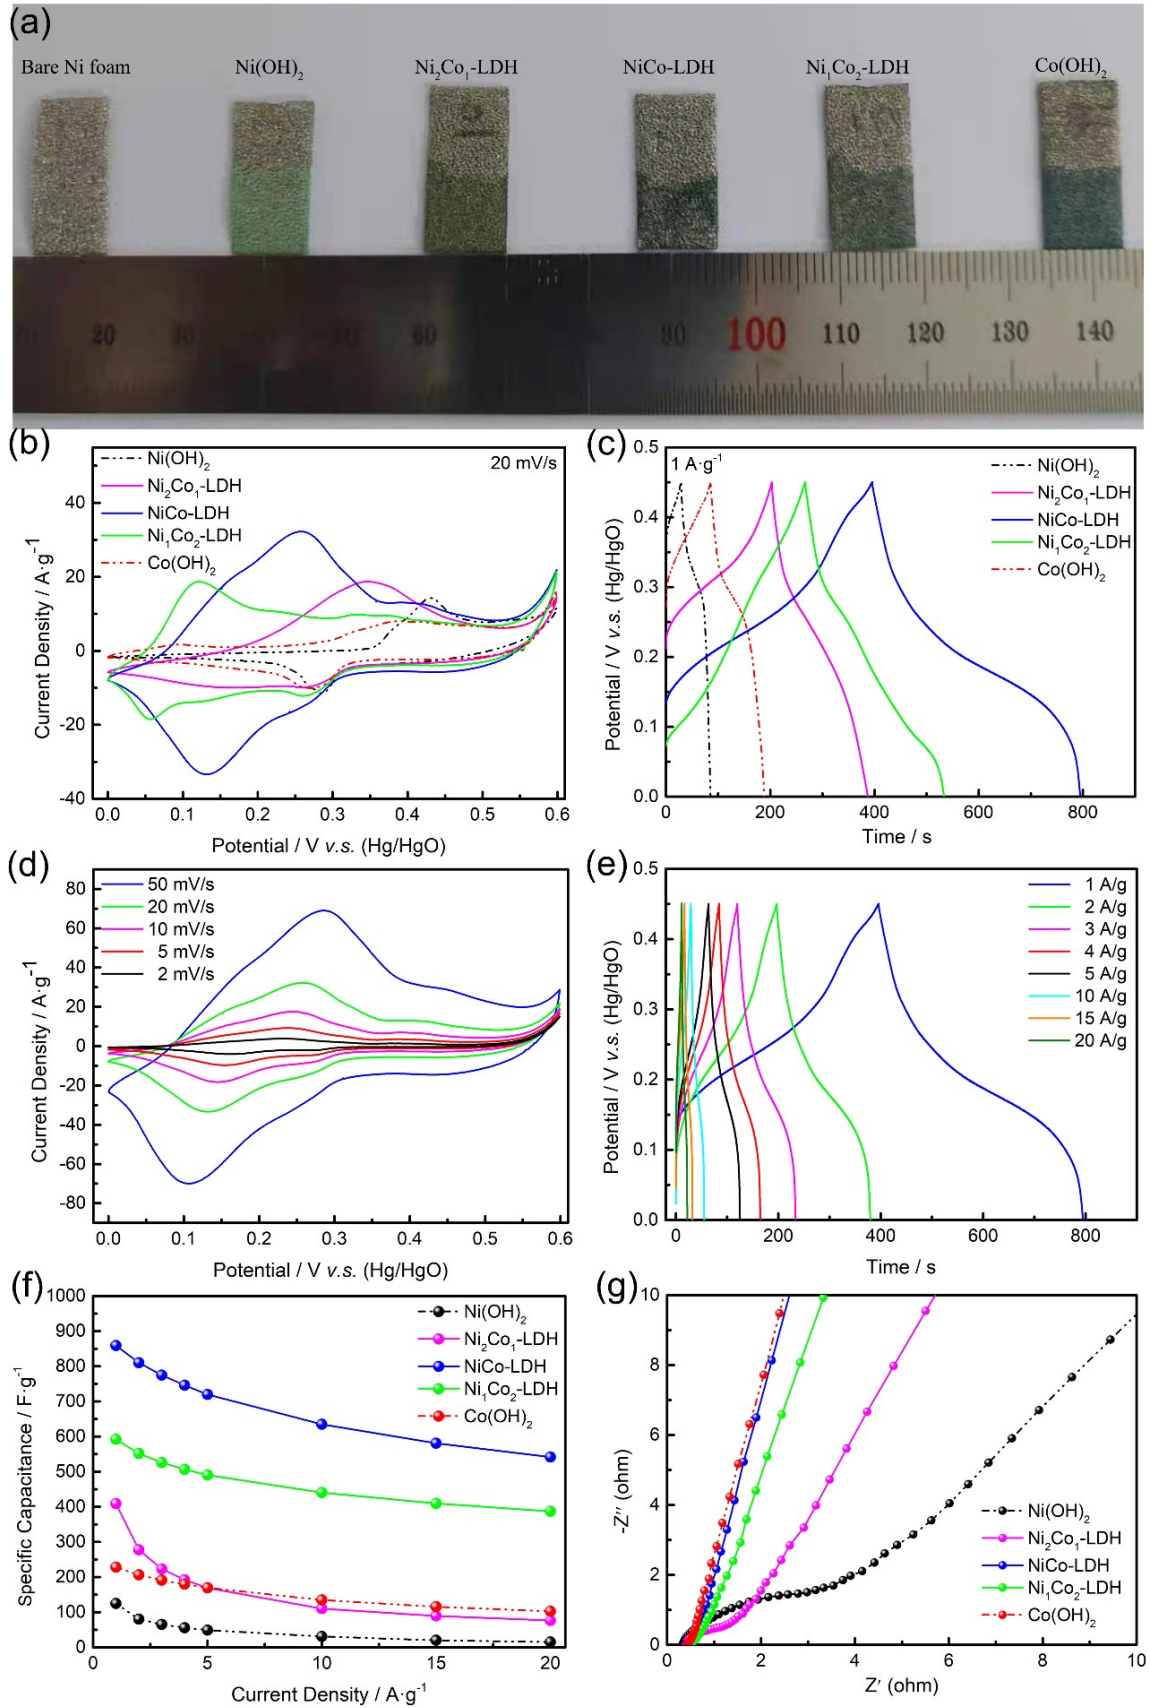 (a)
Bare Ni foam
Ni(OH)₂
Ni₂Co₁-LDH
NiCo-LDH
Ni₁Co₂-LDH
Co(OH)₂
20
100
110
120
130
140
(b)
Ni(OH)₂
Ni₂Co₁-LDH
NiCo-LDH
Ni₁Co₂-LDH
Co(OH)₂
20 mV/s
Current Density / A·g⁻¹
40
20
0
-20
-40
0.0 0.1 0.2 0.3 0.4 0.5 0.6
Potential / V v.s. (Hg/HgO)
(c)
1 A·g⁻¹
Ni(OH)₂
Ni₂Co₁-LDH
NiCo-LDH
Ni₁Co₂-LDH
Co(OH)₂
Potential / V v.s. (Hg/HgO)
0.5
0.4
0.3
0.2
0.1
0.0
0 200 400 600 800
Time / s
(d)
50 mV/s
20 mV/s
10 mV/s
5 mV/s
2 mV/s
Current Density / A·g⁻¹
80
60
40
20
0
-20
-40
-60
-80
0.0 0.1 0.2 0.3 0.4 0.5 0.6
Potential / V v.s. (Hg/HgO)
(e)
1 A/g
2 A/g
3 A/g
4 A/g
5 A/g
10 A/g
15 A/g
20 A/g
Potential / V v.s. (Hg/HgO)
0.5
0.4
0.3
0.2
0.1
0.0
0 200 400 600 800
Time / s
(f)
Ni(OH)₂
Ni₂Co₁-LDH
NiCo-LDH
Ni₁Co₂-LDH
Co(OH)₂
Specific Capacitance / F·g⁻¹
1000
900
800
700
600
500
400
300
200
100
0
0 5 10 15 20
Current Density / A·g⁻¹
(g)
Ni(OH)₂
Ni₂Co₁-LDH
NiCo-LDH
Ni₁Co₂-LDH
Co(OH)₂
-Z″ (ohm)
10
8
6
4
2
0
0 2 4 6 8 10
Z′ (ohm)